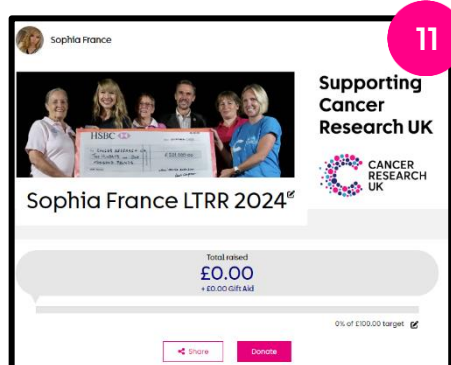 11
Sophia France
Supporting
Cancer
Research UK
HSBC
CANCER
RESEARCH
UK
Sophia France LTRR 2024
Total raised
£0.00
+ £0.00 Gift Aid
0% of £100.00 target
Share
Donate